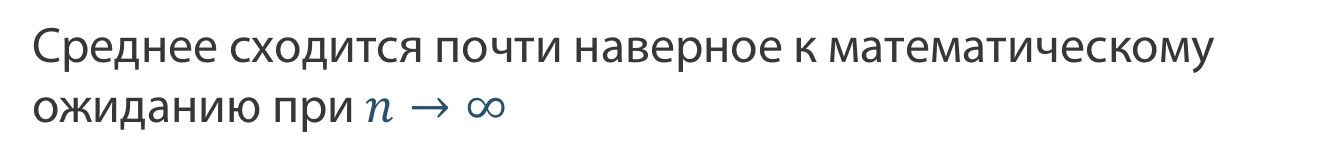 Среднее сходится почти наверное к математическому
ожиданию при n → ∞